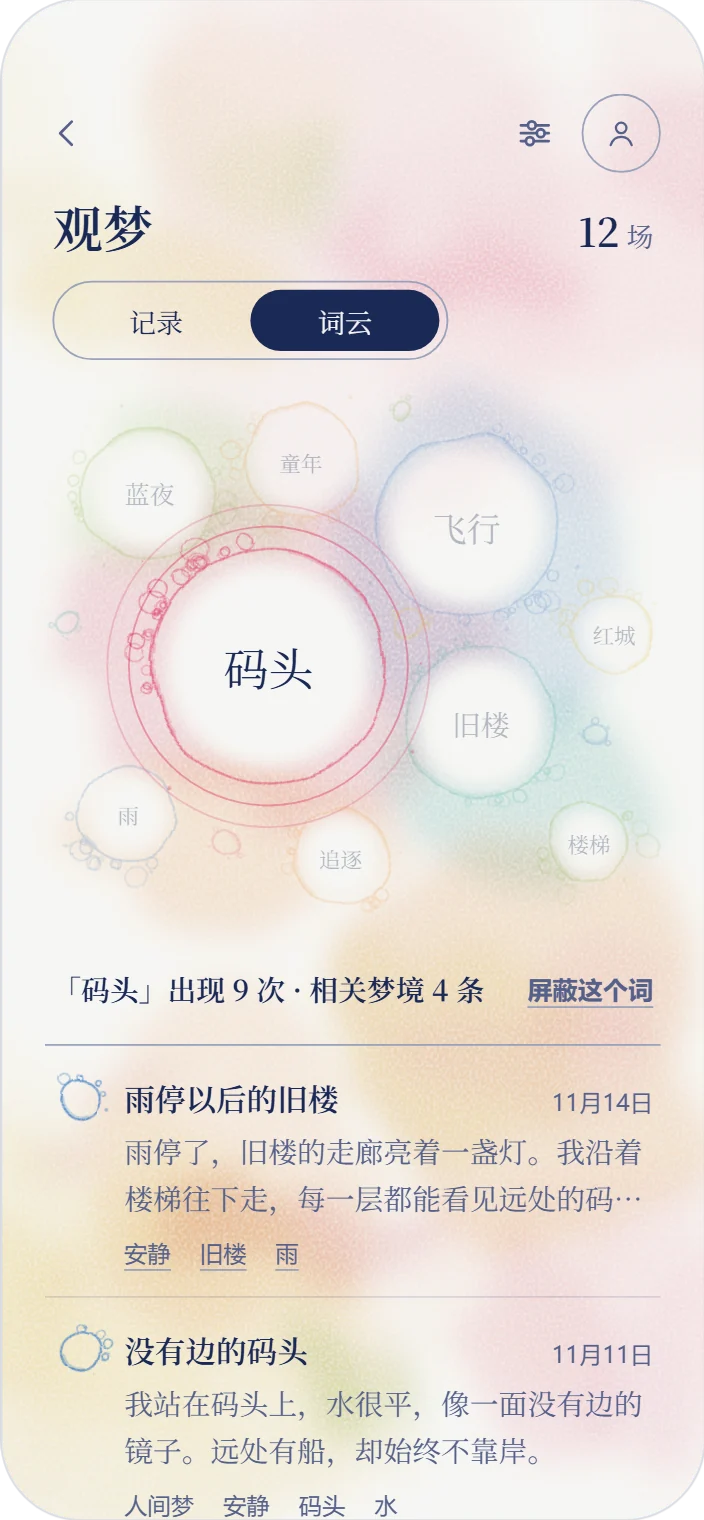 观梦
12 场
记录 词云
童年
蓝夜
飞行
红城
码头
旧楼
雨
追逐
楼梯
「码头」出现 9 次 · 相关梦境 4 条 屏蔽这个词
雨停以后的旧楼 11月14日
雨停了，旧楼的走廊亮着一盏灯。我沿着
楼梯往下走，每一层都能看见远处的码…
安静 旧楼 雨
没有边的码头 11月11日
我站在码头上，水很平，像一面没有边的
镜子。远处有船，却始终不靠岸。
人间梦 安静 码头 水